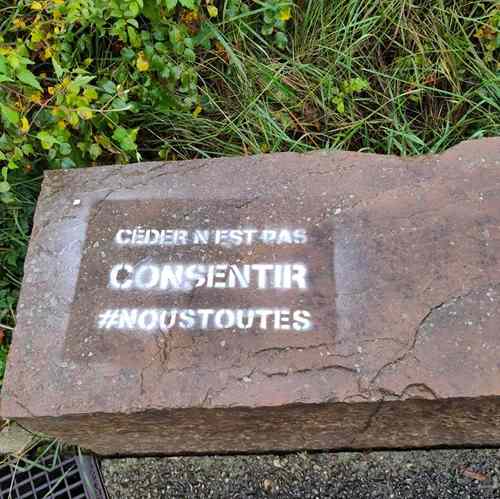 CÉDER N'EST PAS
CONSENTIR
#NOUSTOUTES